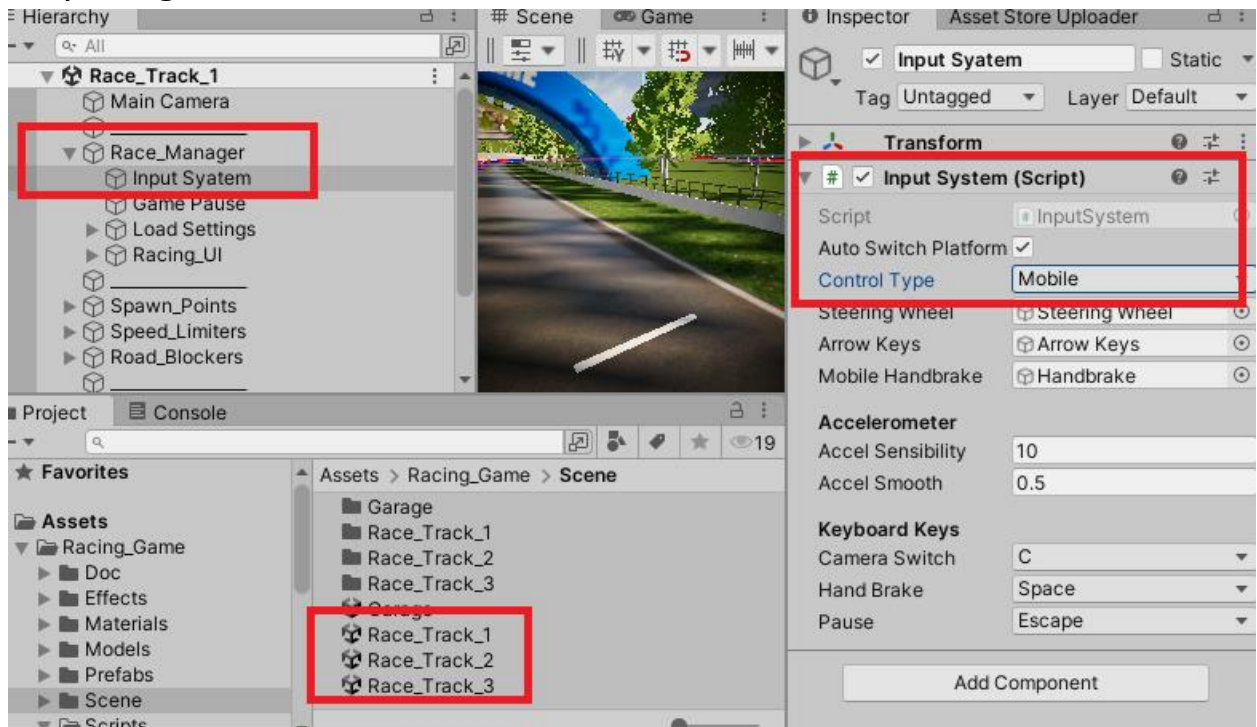 Hierarchy
All
Race_Track_1
Main Camera
Race_Manager
Input Syatem
Game Pause
Load Settings
Racing_UI
Spawn_Points
Speed_Limiters
Road_Blockers
Scene
Game
Inspector
Asset Store Uploader
Input Syatem
Static
Tag Untagged
Layer Default
Transform
Input System (Script)
Script InputSystem
Auto Switch Platform
Control Type Mobile
Steering Wheel Steering Wheel
Arrow Keys Arrow Keys
Mobile Handbrake Handbrake
Accelerometer
Accel Sensibility 10
Accel Smooth 0.5
Keyboard Keys
Camera Switch C
Hand Brake Space
Pause Escape
Add Component
Project
Console
19
Favorites
Assets
Racing_Game
Doc
Effects
Materials
Models
Prefabs
Scene
Scripts
Assets > Racing_Game > Scene
Garage
Race_Track_1
Race_Track_2
Race_Track_3
Garage
Race_Track_1
Race_Track_2
Race_Track_3